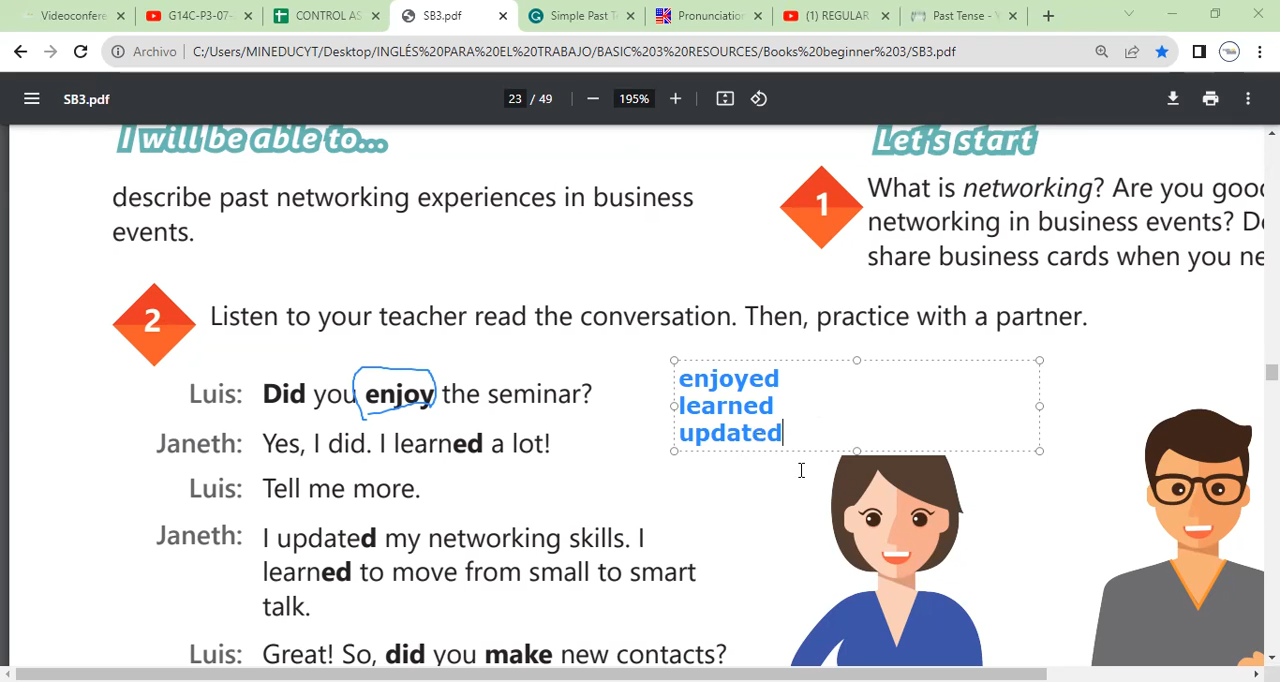 Videoconfere
G14C-P3-07-
CONTROL AS
SB3.pdf
Simple Past T
Pronunciation
(1) REGULAR
Past Tense - Y
Archivo
C:/Users/MINEDUCYT/Desktop/INGLÉS%20PARA%20EL%20TRABAJO/BASIC%203%20RESOURCES/Books%20beginner%203/SB3.pdf
SB3.pdf
23 / 49
195%
I will be able to...
Let's start
describe past networking experiences in business
events.
1
What is networking? Are you good
networking in business events? Do
share business cards when you ne
2
Listen to your teacher read the conversation. Then, practice with a partner.
Luis: Did you enjoy the seminar?
Janeth: Yes, I did. I learned a lot!
Luis: Tell me more.
Janeth: I updated my networking skills. I
learned to move from small to smart
talk.
Luis: Great! So, did you make new contacts?
enjoyed
learned
updated